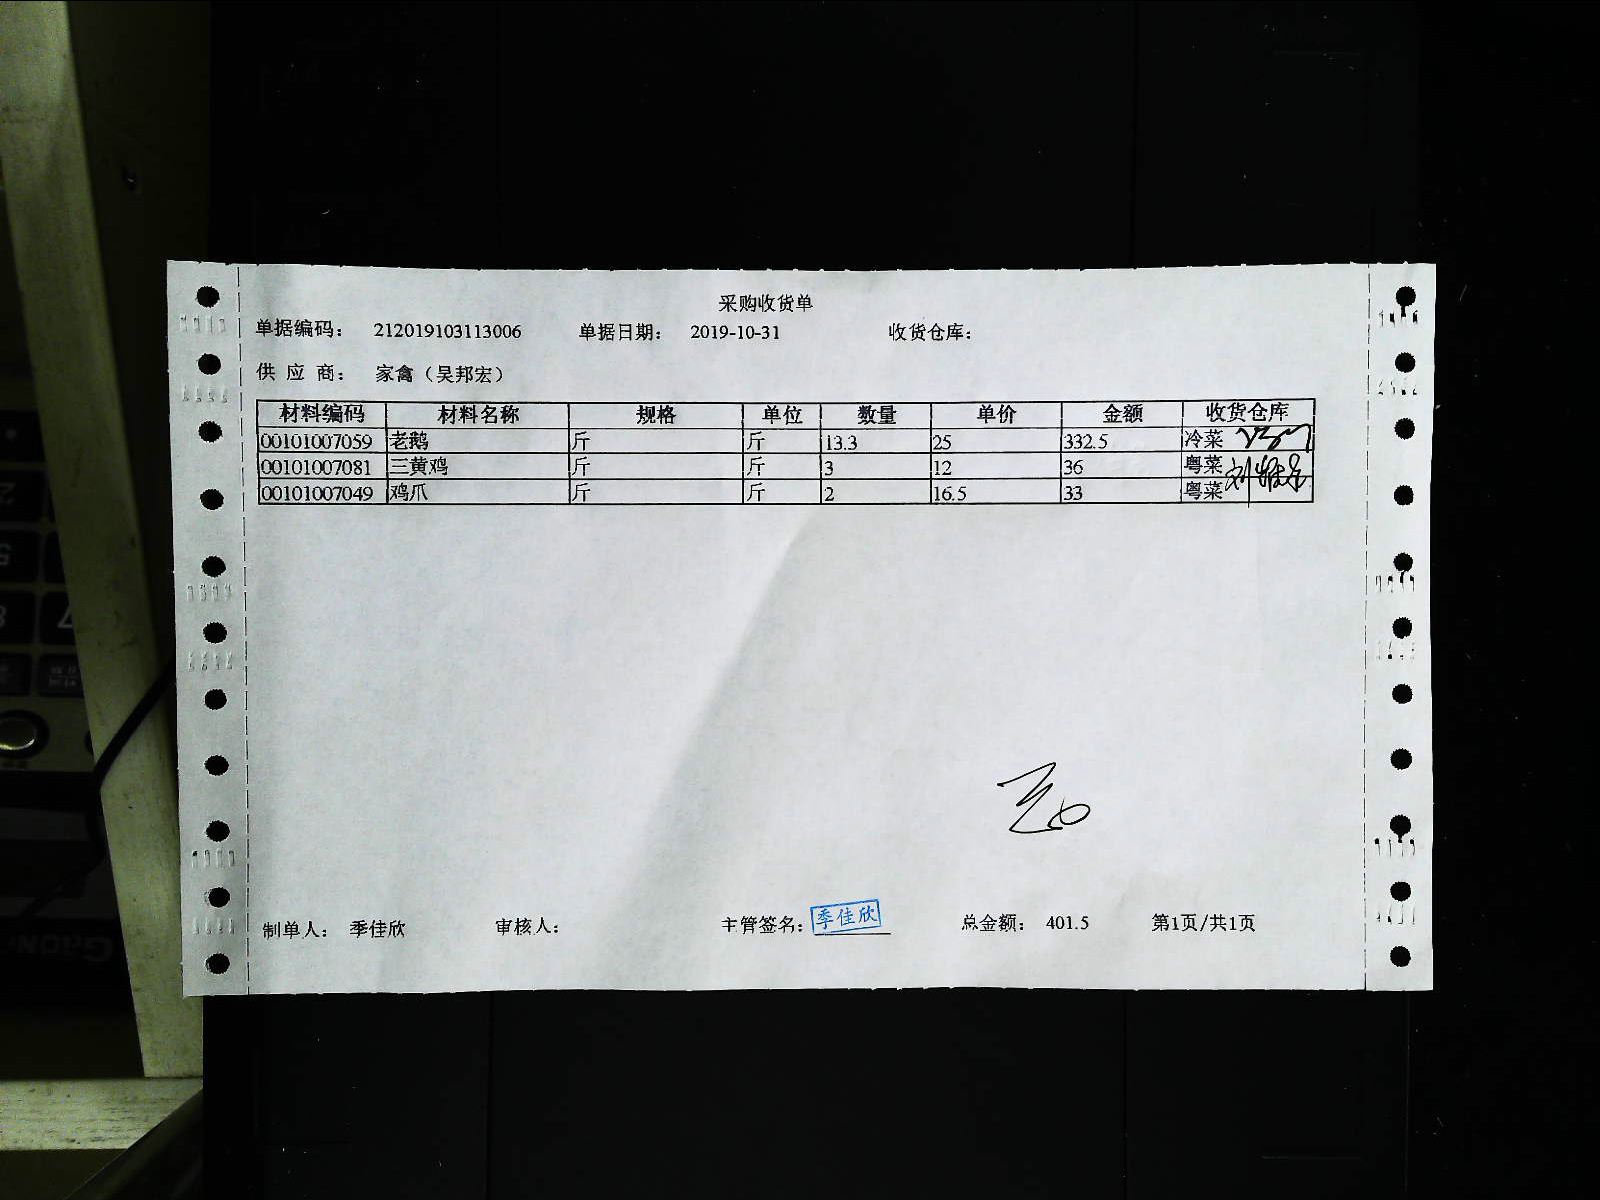 采购收货单
单据编码: 212019103113006 单据日期: 2019-10-31 收货仓库:
供 应 商: 家禽（吴邦宏）
材料编码 材料名称 规格 单位 数量 单价 金额 收货仓库
00101007059 老鹅 斤 斤 13.3 25 332.5 冷菜
00101007081 三黄鸡 斤 斤 3 12 36 粤菜
00101007049 鸡爪 斤 斤 2 16.5 33 粤菜
制单人: 季佳欣 审核人: 主管签名: 季佳欣 总金额: 401.5 第1页/共1页